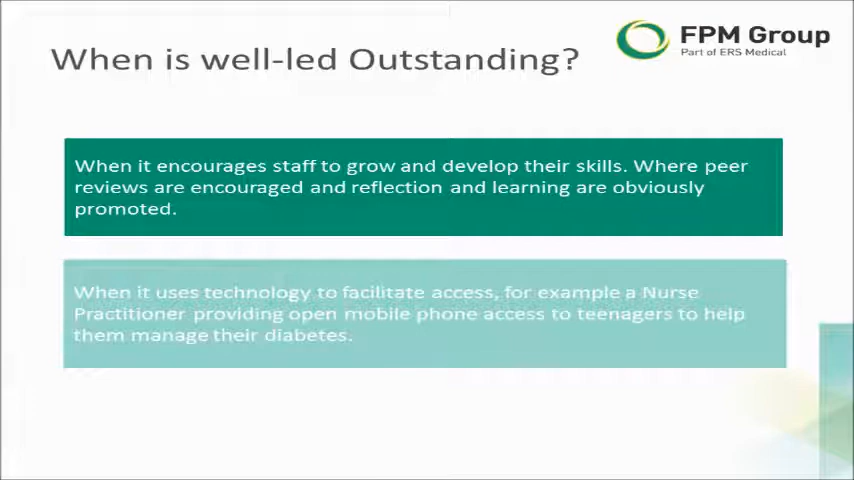 When is well-led Outstanding?
FPM Group
Part of ERS Medical
When it encourages staff to grow and develop their skills. Where peer
reviews are encouraged and reflection and learning are obviously
promoted.
When it uses technology to facilitate access, for example a Nurse
Practitioner providing open mobile phone access to teenagers to help
them manage their diabetes.